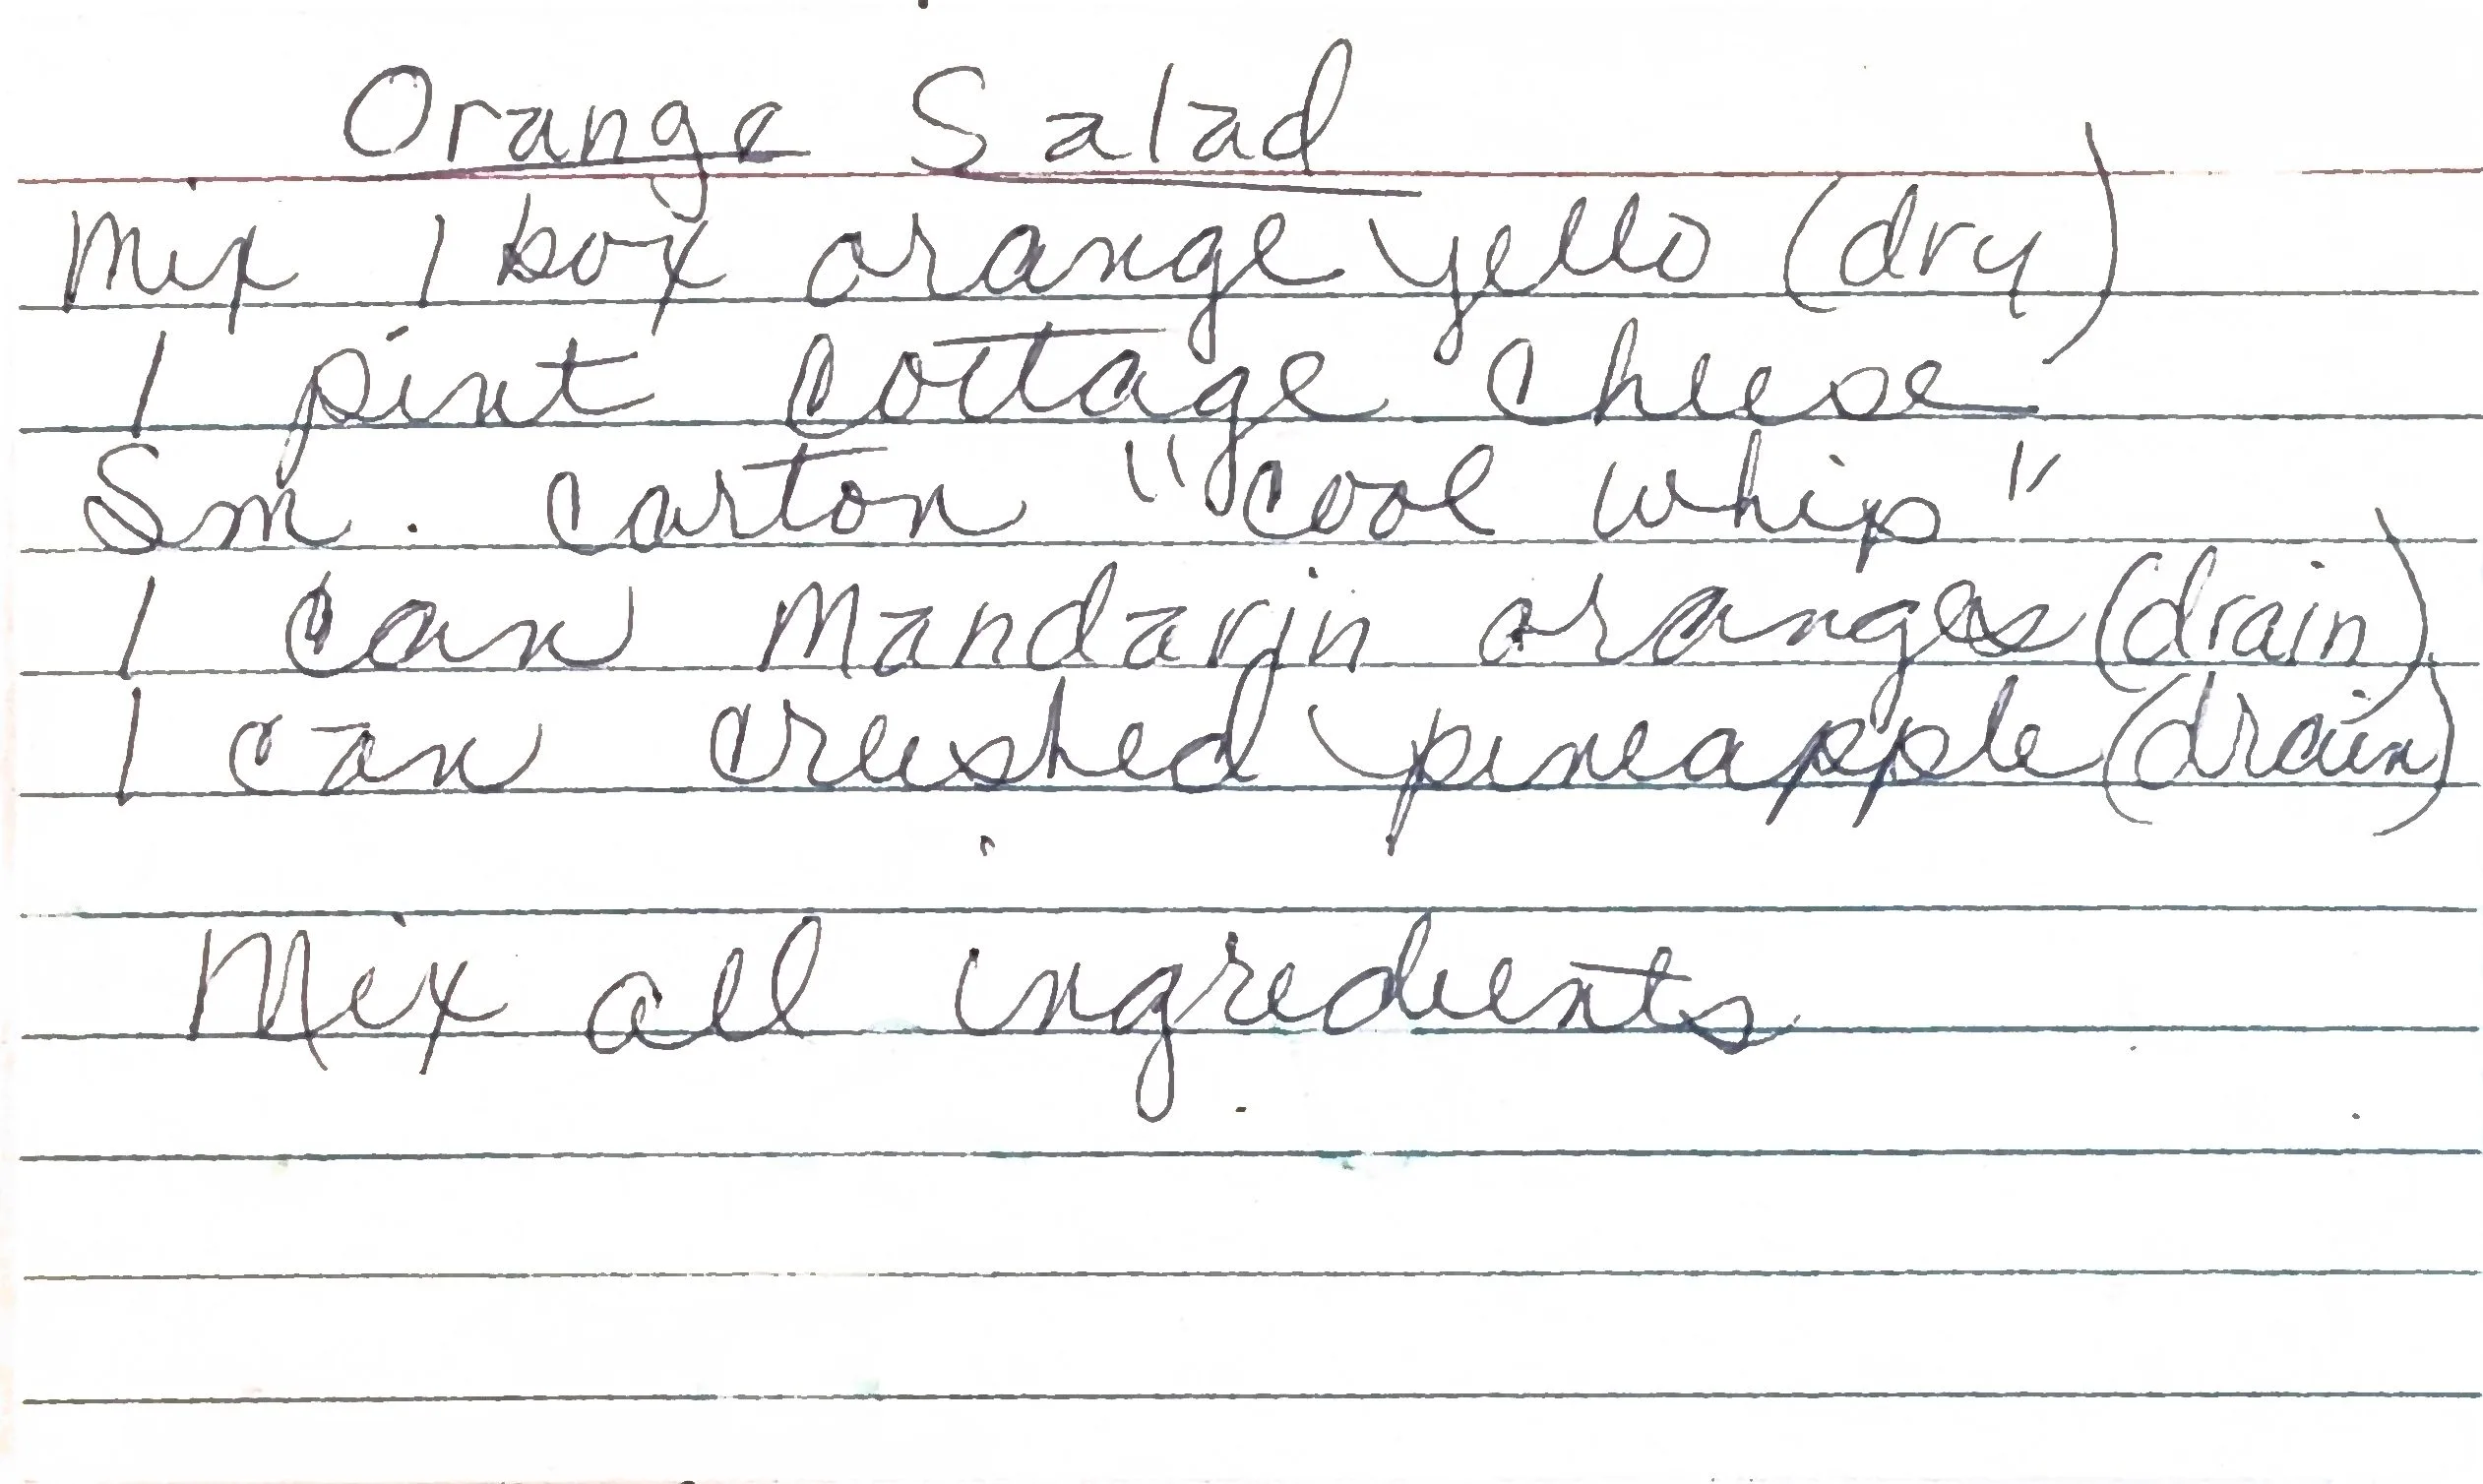 Orange Salad
Mix 1 box orange yello (dry)
1 pint Cottage Cheese
Sm. Carton "Cool Whip"
1 Can Mandarin oranges (drain)
1 can crushed pineapple (drain)
Mix all ingredients